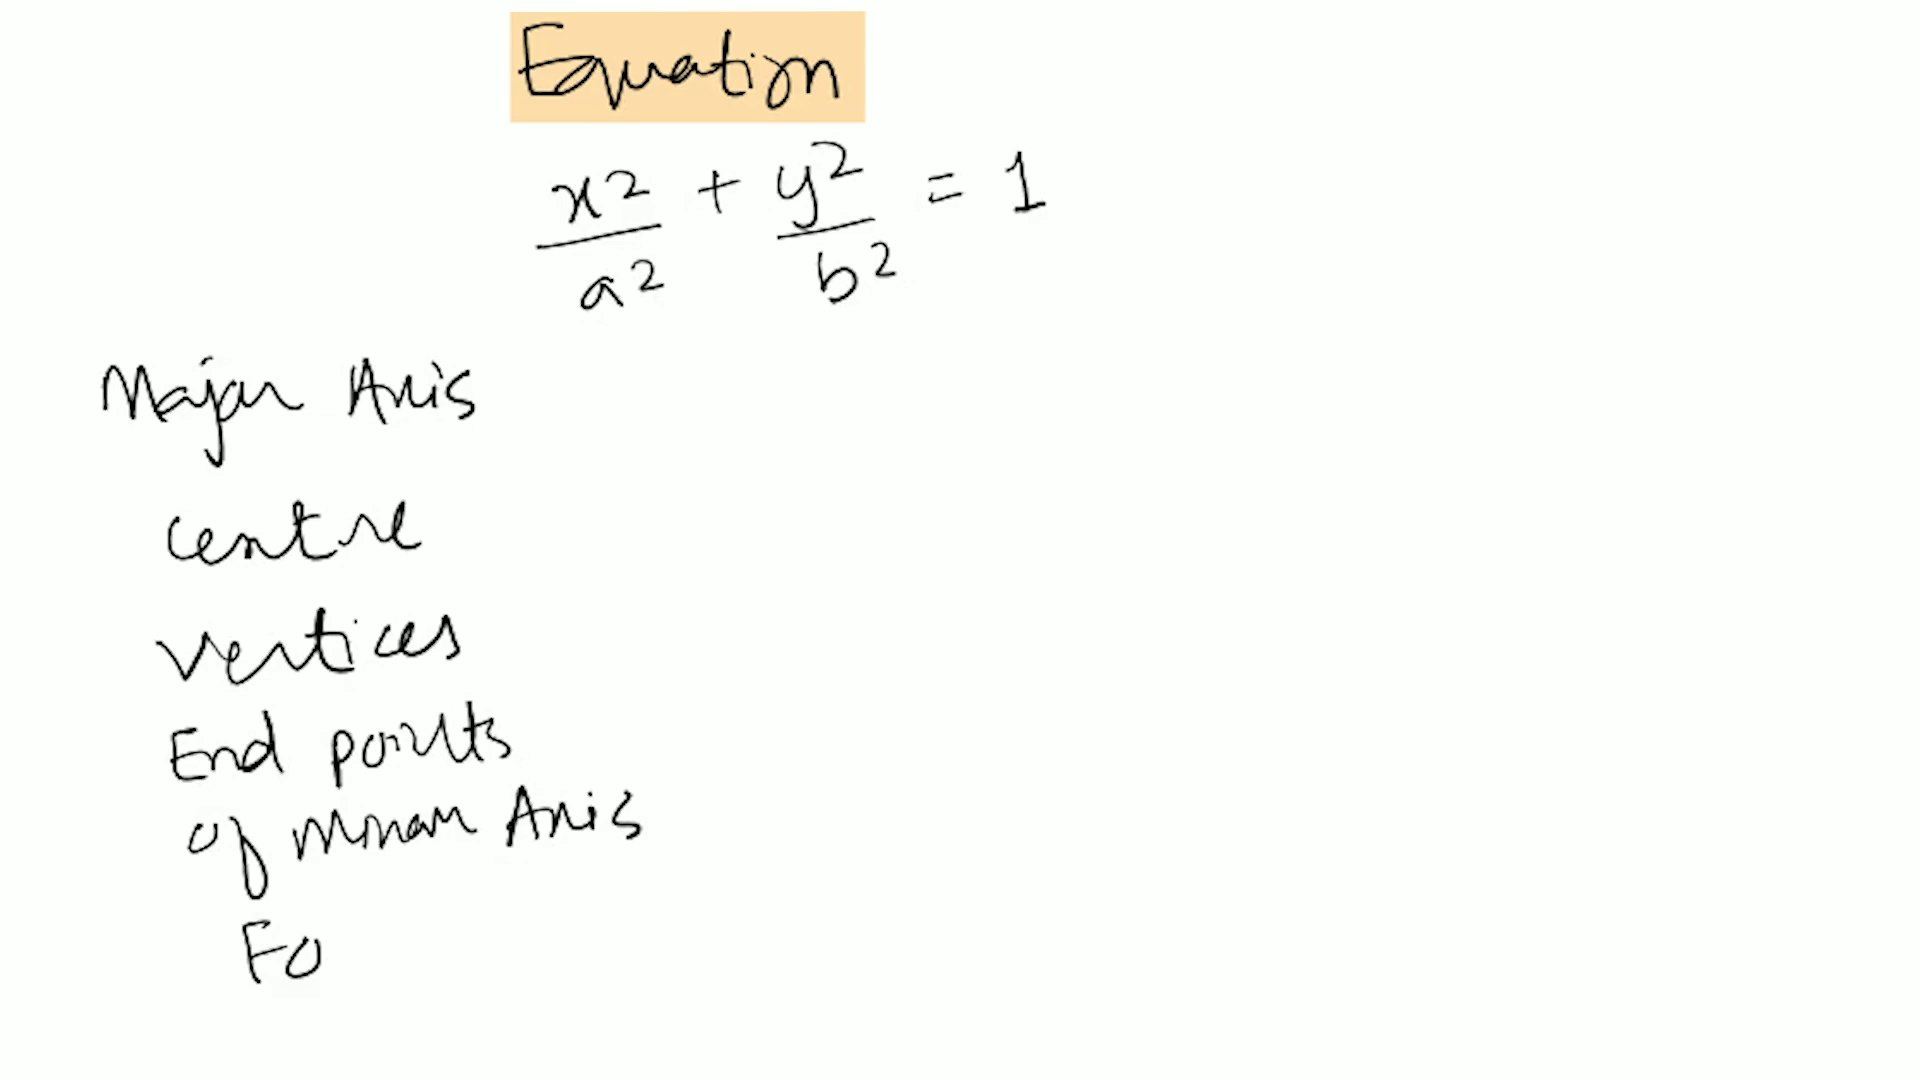 Equation
x²/a² + y²/b² = 1
Major Axis
centre
vertices
End points
of Minor Axis
Fo